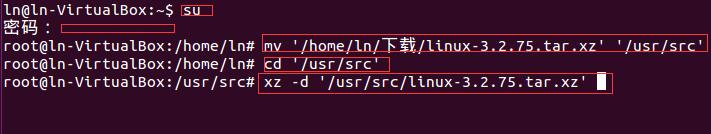 ln@ln-VirtualBox:~$ su
密码：
root@ln-VirtualBox:/home/ln# mv '/home/ln/下载/linux-3.2.75.tar.xz' '/usr/src'
root@ln-VirtualBox:/home/ln# cd '/usr/src'
root@ln-VirtualBox:/usr/src# xz -d '/usr/src/linux-3.2.75.tar.xz'